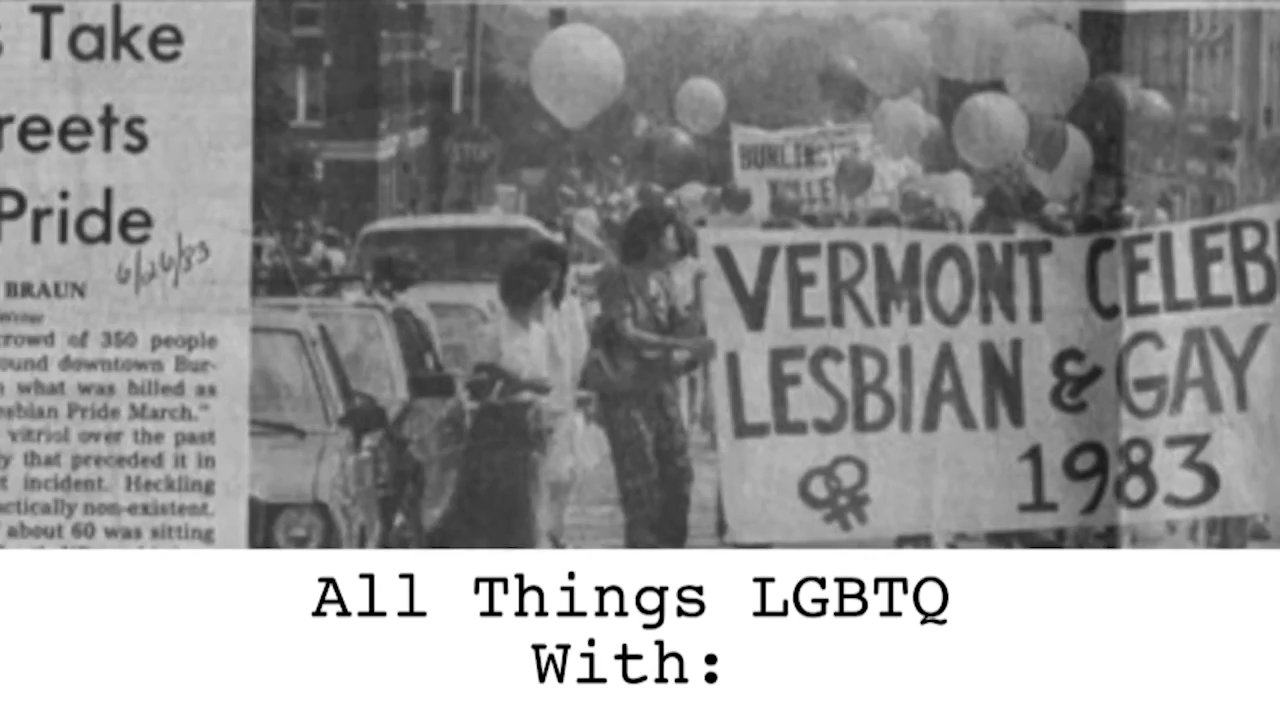 s Take
reets
Pride
6/26/83
BRAUN
crowd of 350 people
ound downtown Bur-
n what was billed as
esbian Pride March."
vitriol over the past
y that preceded it in
t incident. Heckling
actically non-existent.
about 60 was sitting
STOP
BURLINGTON
VERMONT CELEB
LESBIAN & GAY
1983
All Things LGBTQ
With: